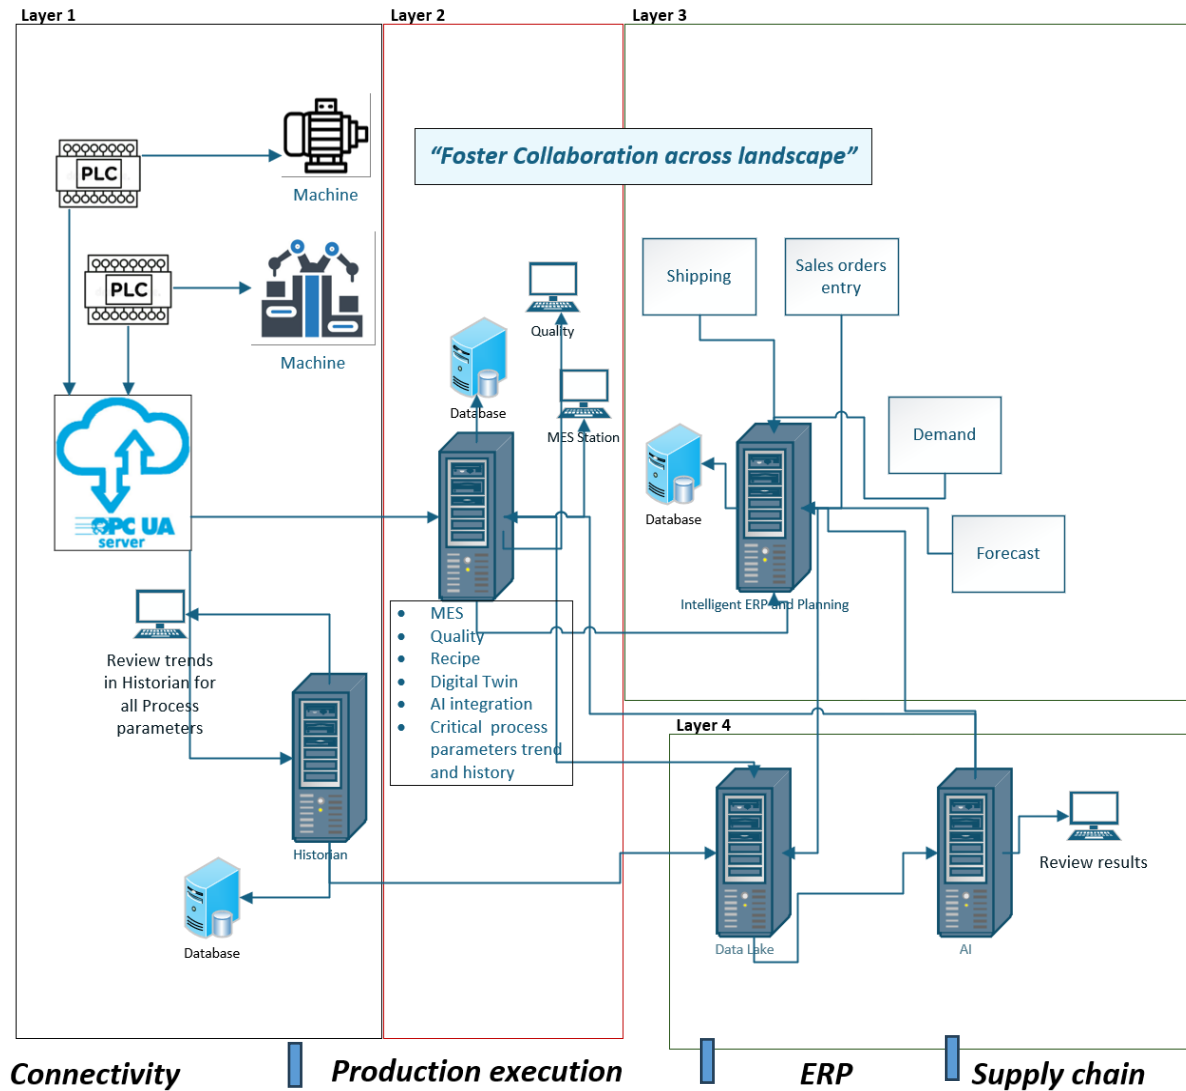 Layer 1
Layer 2
Layer 3
“Foster Collaboration across landscape”
PLC
Machine
PLC
Machine
OPC UA
server
Review trends
in Historian for
all Process
parameters
Historian
Database
Quality
Database
MES Station
• MES
• Quality
• Recipe
• Digital Twin
• AI integration
• Critical process
parameters trend
and history
Shipping
Sales orders
entry
Demand
Database
Forecast
Intelligent ERP and Planning
Layer 4
Data Lake
AI
Review results
Connectivity
Production execution
ERP
Supply chain